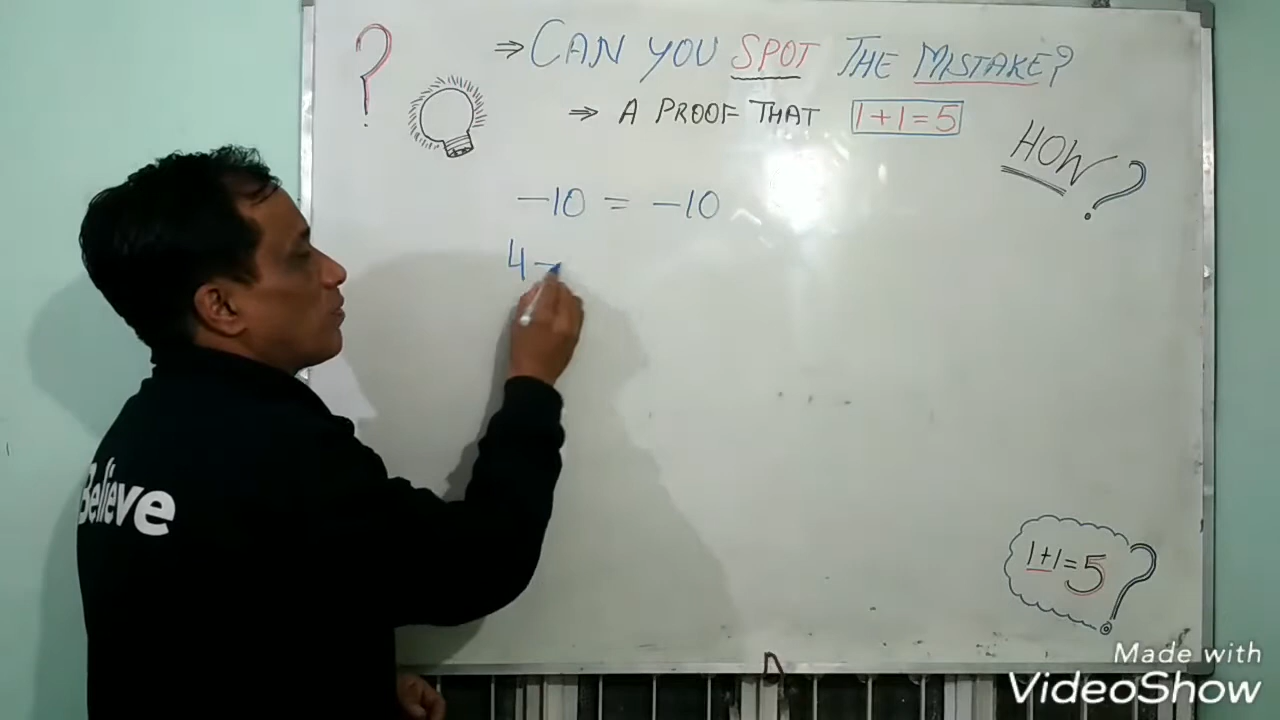 ?
⇒ CAN YOU SPOT THE MISTAKE?
⇒ A PROOF THAT 1+1=5
HOW?
-10 = -10
4-
Believe
1+1=5?
Made with
VideoShow